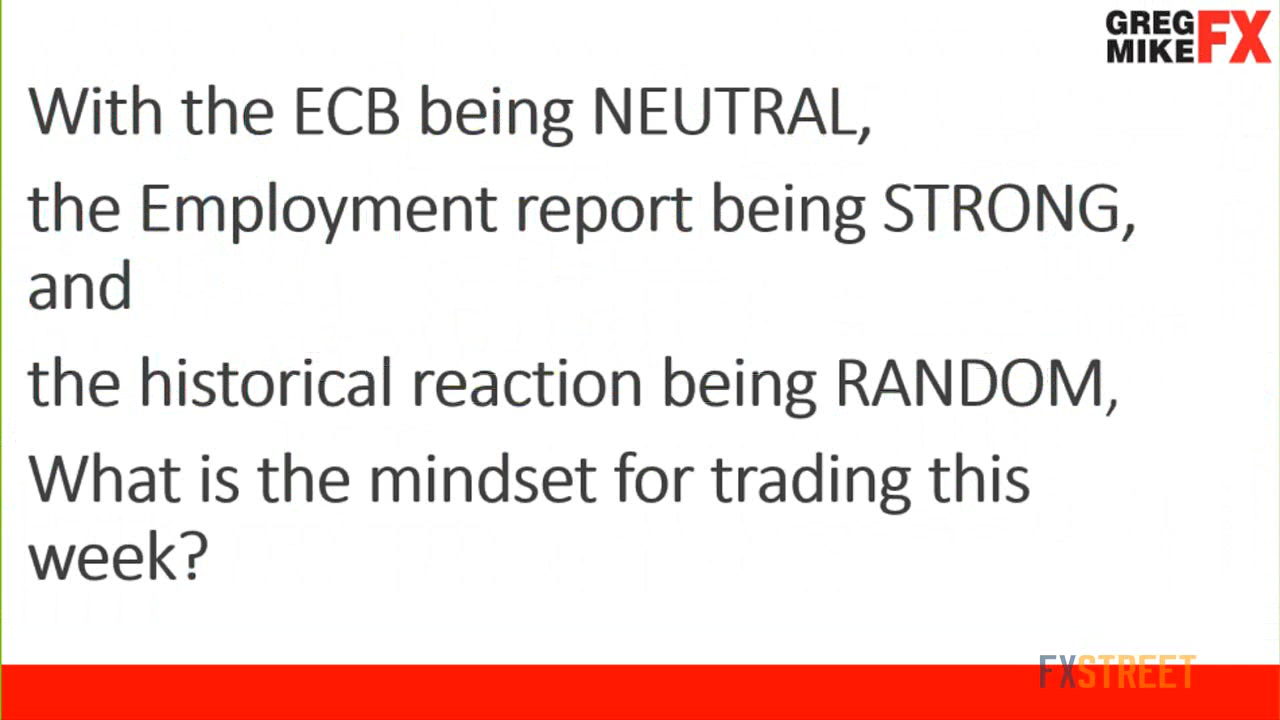 GREG
MIKE FX
With the ECB being NEUTRAL,
the Employment report being STRONG,
and
the historical reaction being RANDOM,
What is the mindset for trading this
week?
FXSTREET